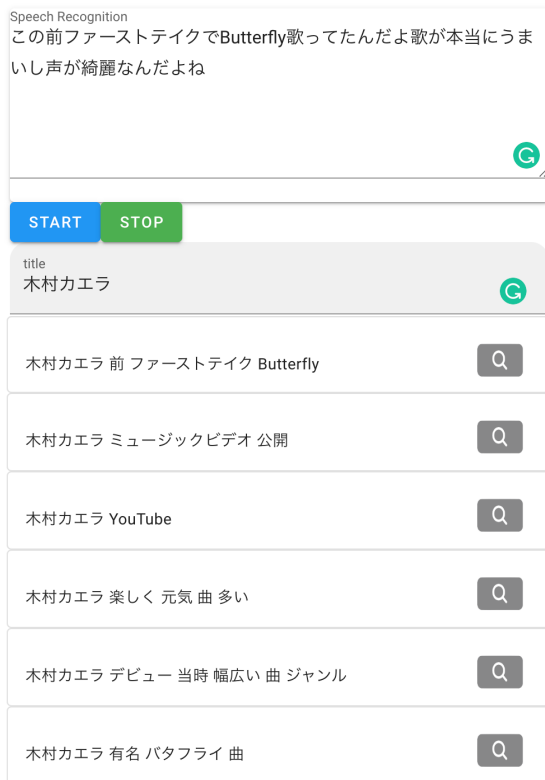 Speech Recognition
この前ファーストテイクでButterfly歌ってたんだよ歌が本当にうま
いし声が綺麗なんだよね
START STOP
title
木村カエラ
木村カエラ 前 ファーストテイク Butterfly
木村カエラ ミュージックビデオ 公開
木村カエラ YouTube
木村カエラ 楽しく 元気 曲 多い
木村カエラ デビュー 当時 幅広い 曲 ジャンル
木村カエラ 有名 バタフライ 曲